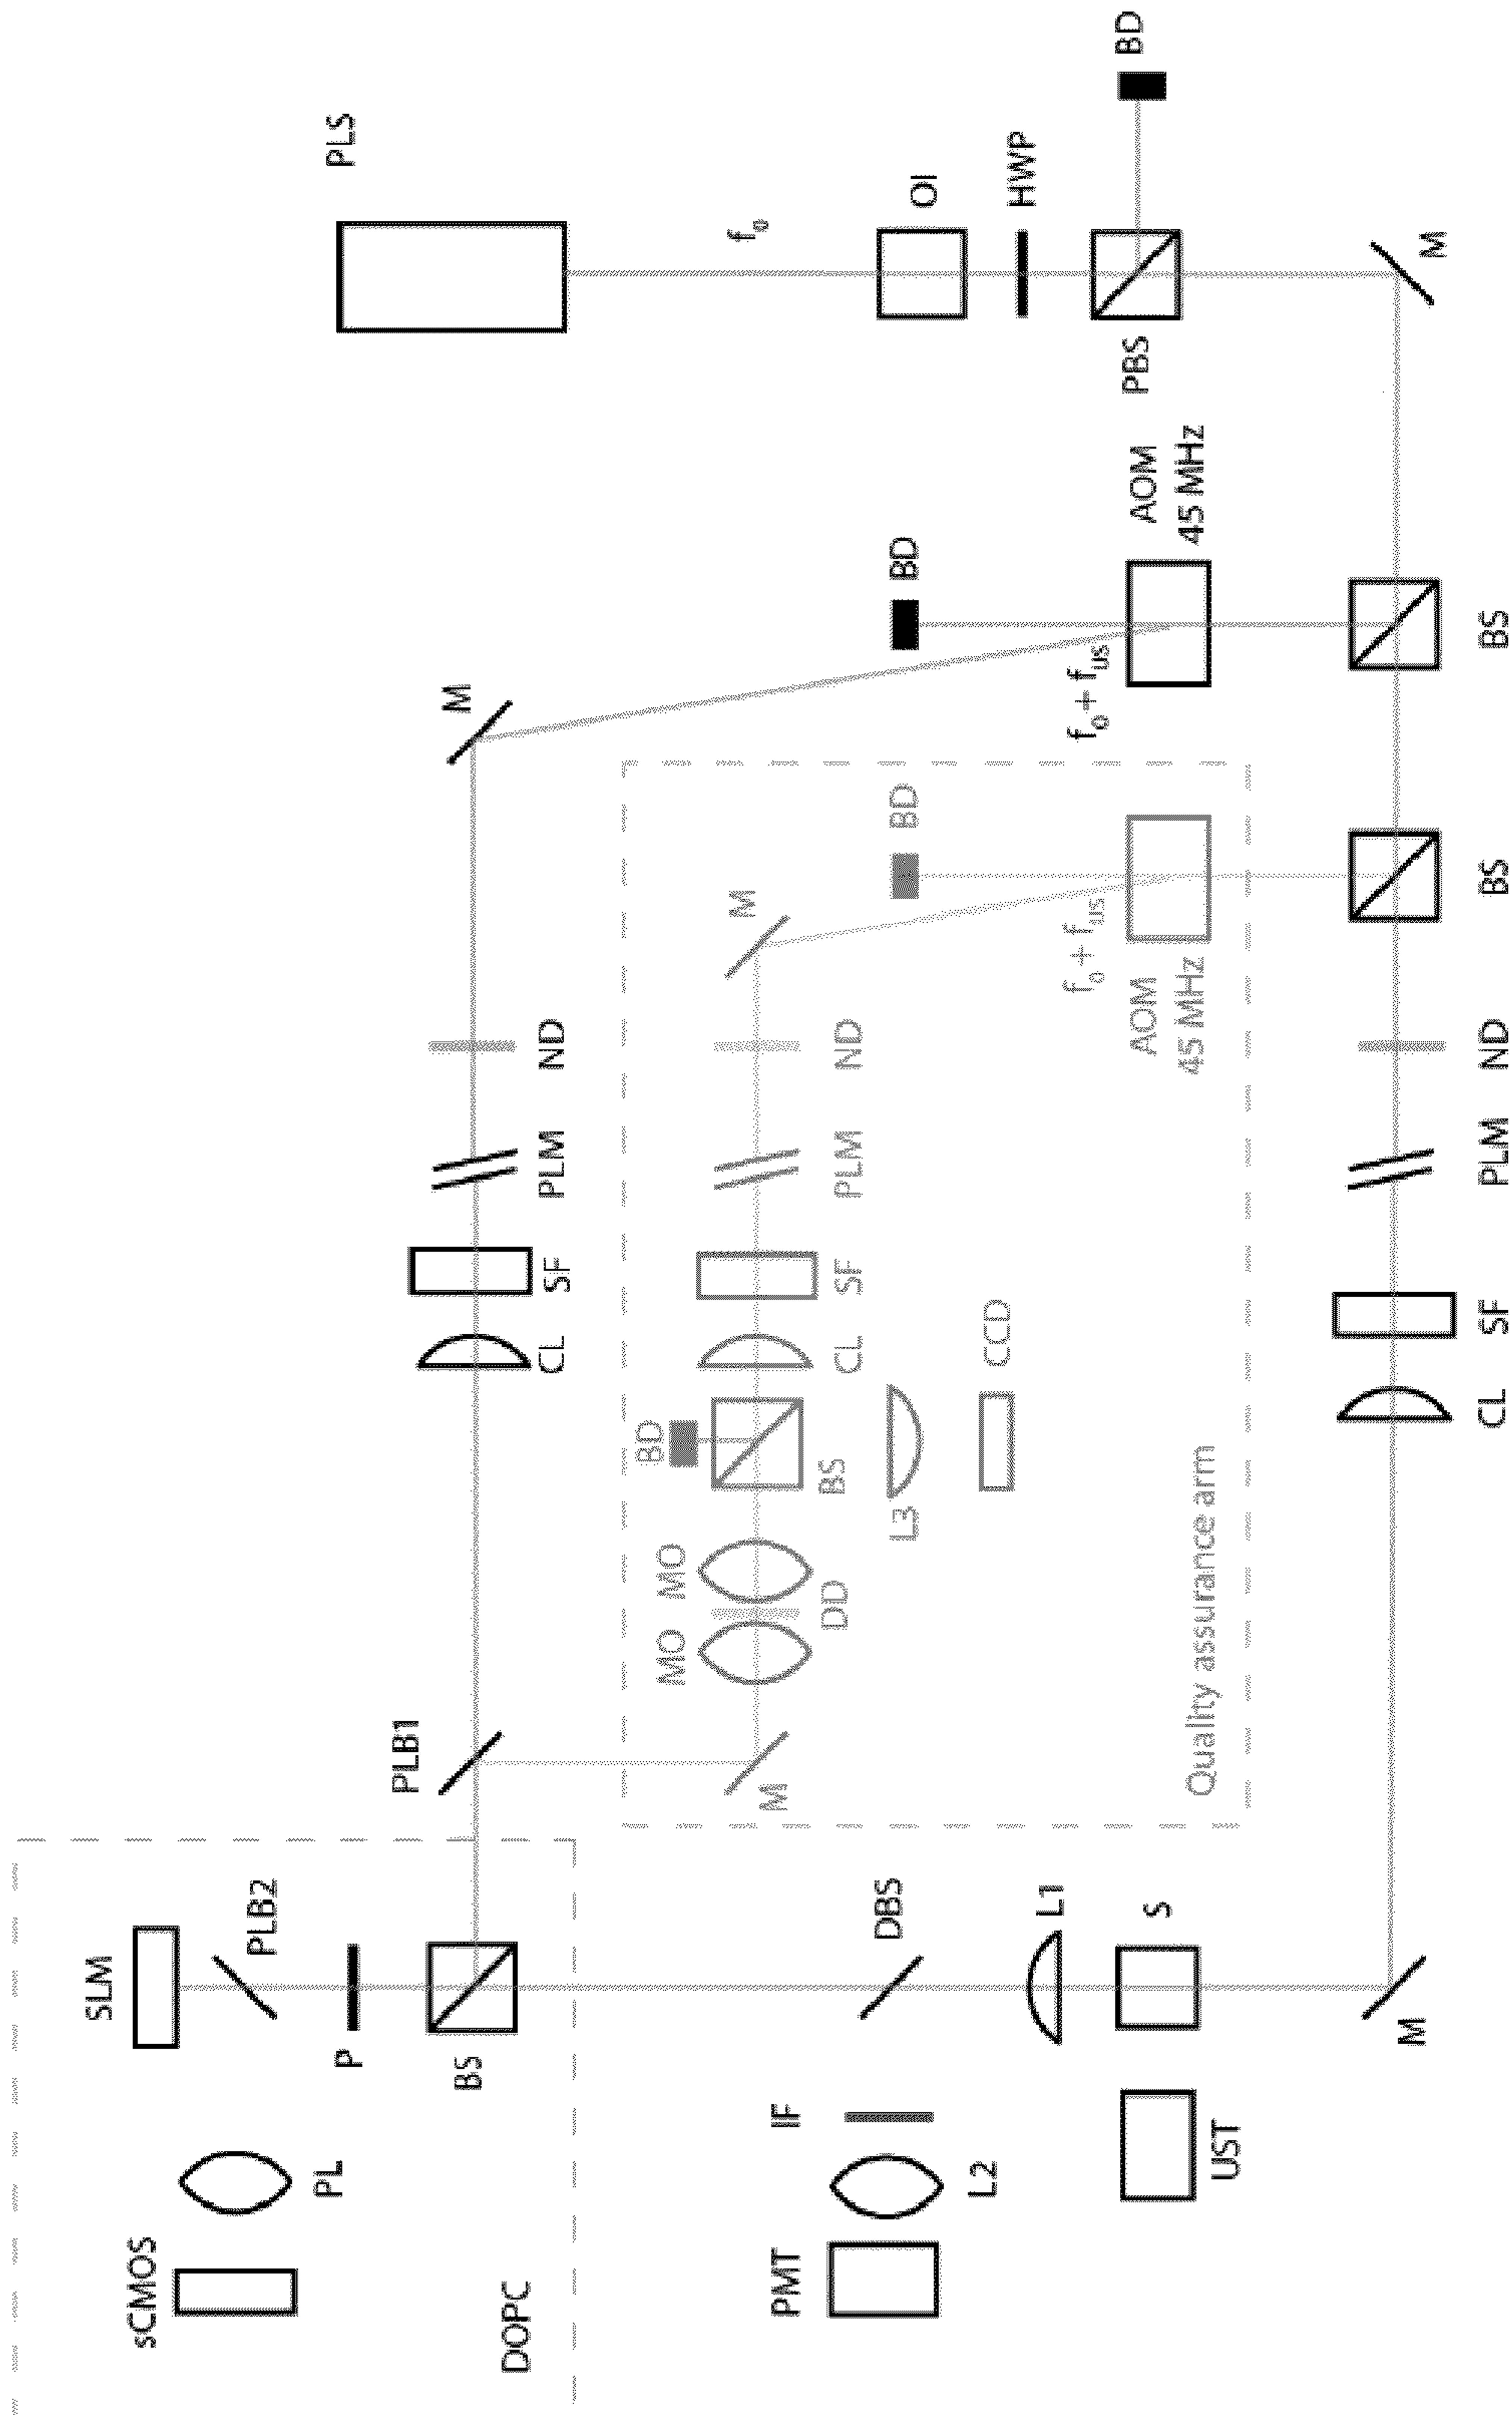 sCMOS
PL
SLM
PLB2
P
BS
DOPC
PLB1
CL
SF
PLM
ND
M
PLS
f₀
OI
HWP
PBS
BD
M
BD
AOM
45 MHz
f₀ + fᵤₛ
BS
MO
MO
DD
M
BD
BS
CL
SF
PLM
ND
M
BD
f₀ + fᵤₛ
AOM
45 MHz
L3
CCD
Quality assurance arm
BS
PMT
L2
IF
DBS
L1
S
UST
M
CL
SF
PLM
ND